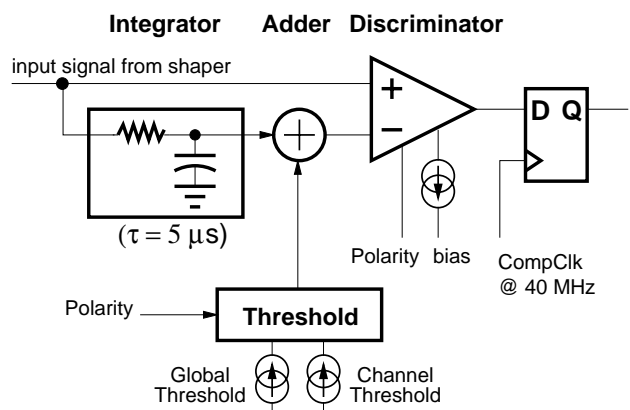 Integrator Adder Discriminator
input signal from shaper
+
−
D Q
(τ = 5 μs)
Polarity bias
CompClk
@ 40 MHz
Polarity
Threshold
Global
Threshold
Channel
Threshold